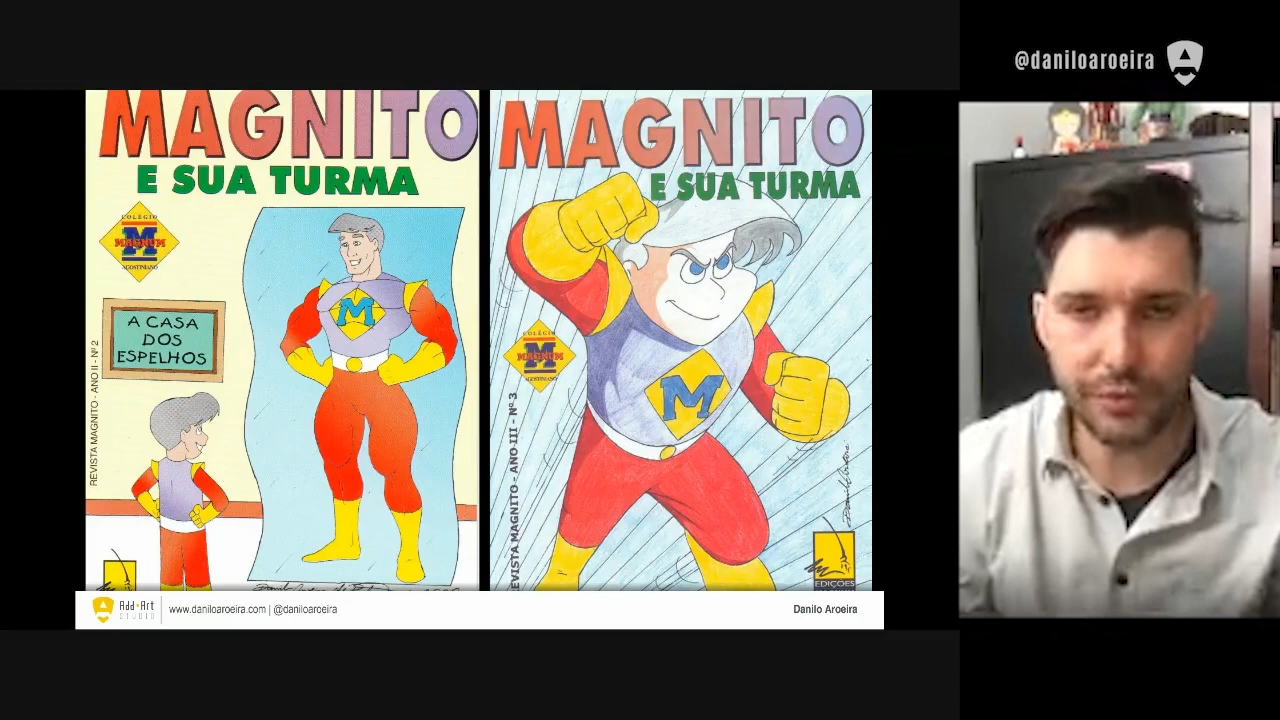 @daniloaroeira
MAGNITO
E SUA TURMA
COLÉGIO
M
MAGNUM
AGOSTINIANO
A CASA
DOS
ESPELHOS
REVISTA MAGNITO - ANO II - Nº 2
M
MAGNITO
E SUA TURMA
COLÉGIO
M
MAGNUM
AGOSTINIANO
EVISTA MAGNITO - ANO III - Nº 3
M
EDIÇÕES
Add+Art
STUDIO
www.daniloaroeira.com | @daniloaroeira
Danilo Aroeira